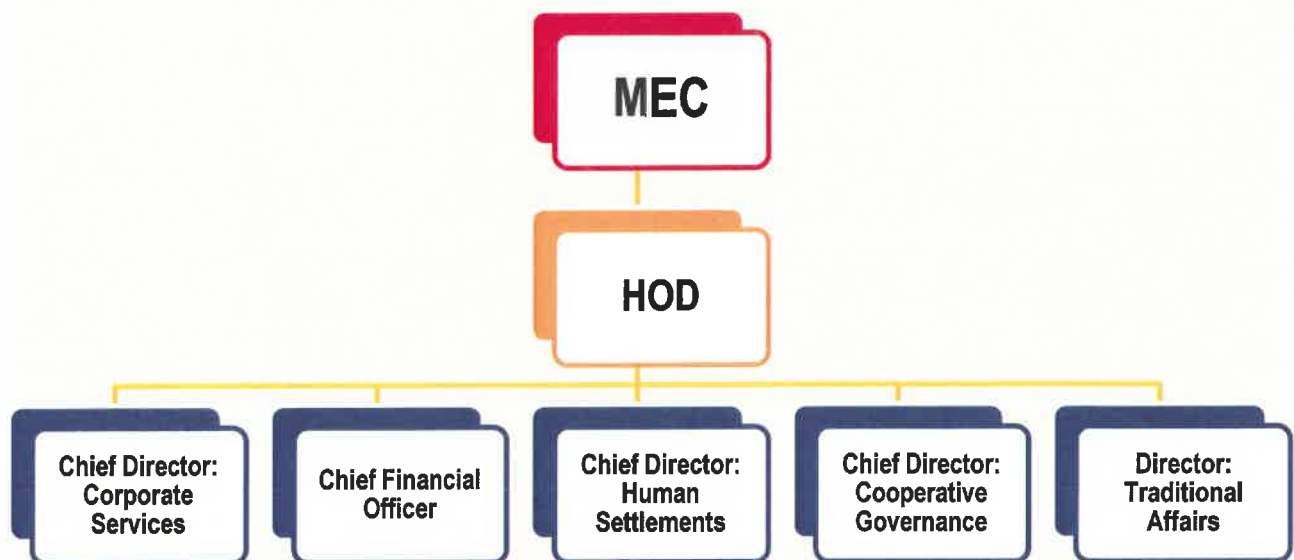 MEC
HOD
Chief Director:
Corporate
Services
Chief Financial
Officer
Chief Director:
Human
Settlements
Chief Director:
Cooperative
Governance
Director:
Traditional
Affairs